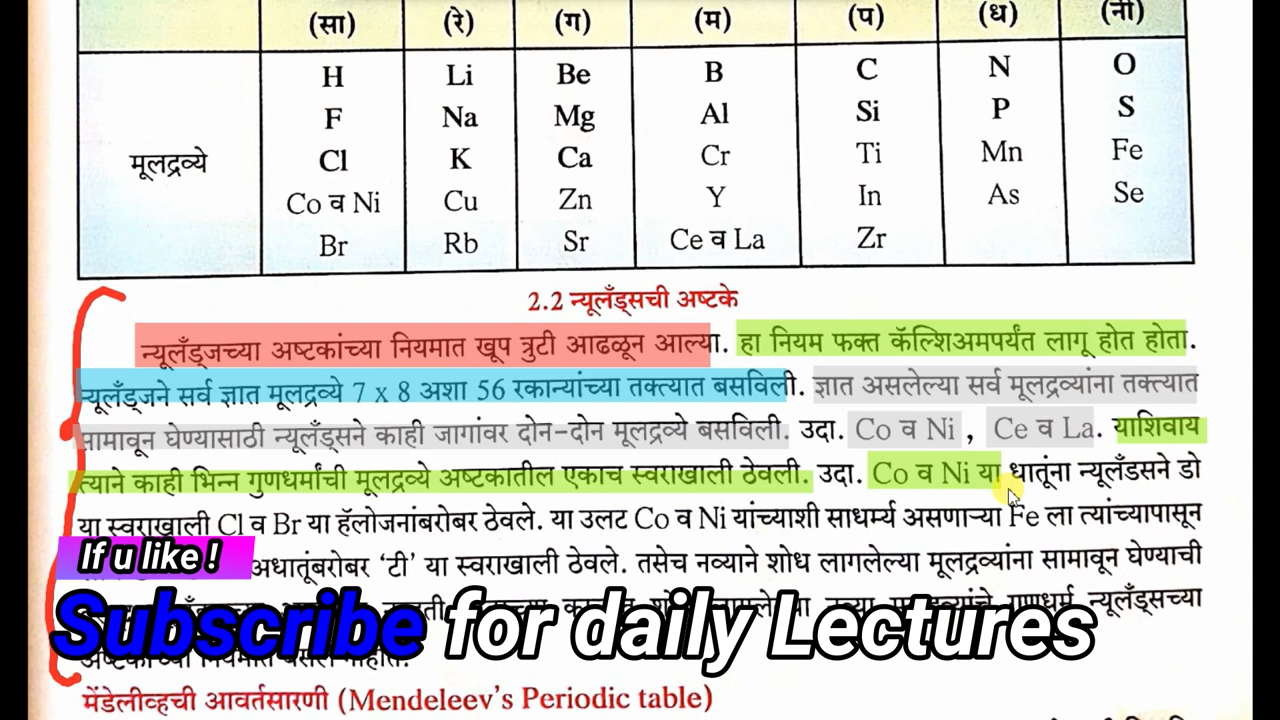 (सा) (रे) (ग) (म) (प) (ध) (नी)
H Li Be B C N O
F Na Mg Al Si P S
मूलद्रव्ये Cl K Ca Cr Ti Mn Fe
Co व Ni Cu Zn Y In As Se
Br Rb Sr Ce व La Zr
2.2 न्यूलँड्सची अष्टके
न्यूलँड्जच्या अष्टकांच्या नियमात खूप त्रुटी आढळून आल्या. हा नियम फक्त कॅल्शिअमपर्यंत लागू होत होता.
न्यूलँड्जने सर्व ज्ञात मूलद्रव्ये 7 x 8 अशा 56 रकान्यांच्या तक्त्यात बसविली. ज्ञात असलेल्या सर्व मूलद्रव्यांना तक्त्यात
सामावून घेण्यासाठी न्यूलँड्सने काही जागांवर दोन-दोन मूलद्रव्ये बसविली. उदा. Co व Ni, Ce व La. याशिवाय
त्याने काही भिन्न गुणधर्मांची मूलद्रव्ये अष्टकातील एकाच स्वराखाली ठेवली. उदा. Co व Ni या धातूंना न्यूलँडसने डो
या स्वराखाली Cl व Br या हॅलोजनांबरोबर ठेवले. या उलट Co व Ni यांच्याशी साधर्म्य असणाऱ्या Fe ला त्यांच्यापासून
If u like !
अधातूंबरोबर ‘टी’ या स्वराखाली ठेवले. तसेच नव्याने शोध लागलेल्या मूलद्रव्यांना सामावून घेण्याची
न्यूलँड्सच्या
Subscribe for daily Lectures
मेंडेलीव्हची आवर्तसारणी (Mendeleev’s Periodic table)